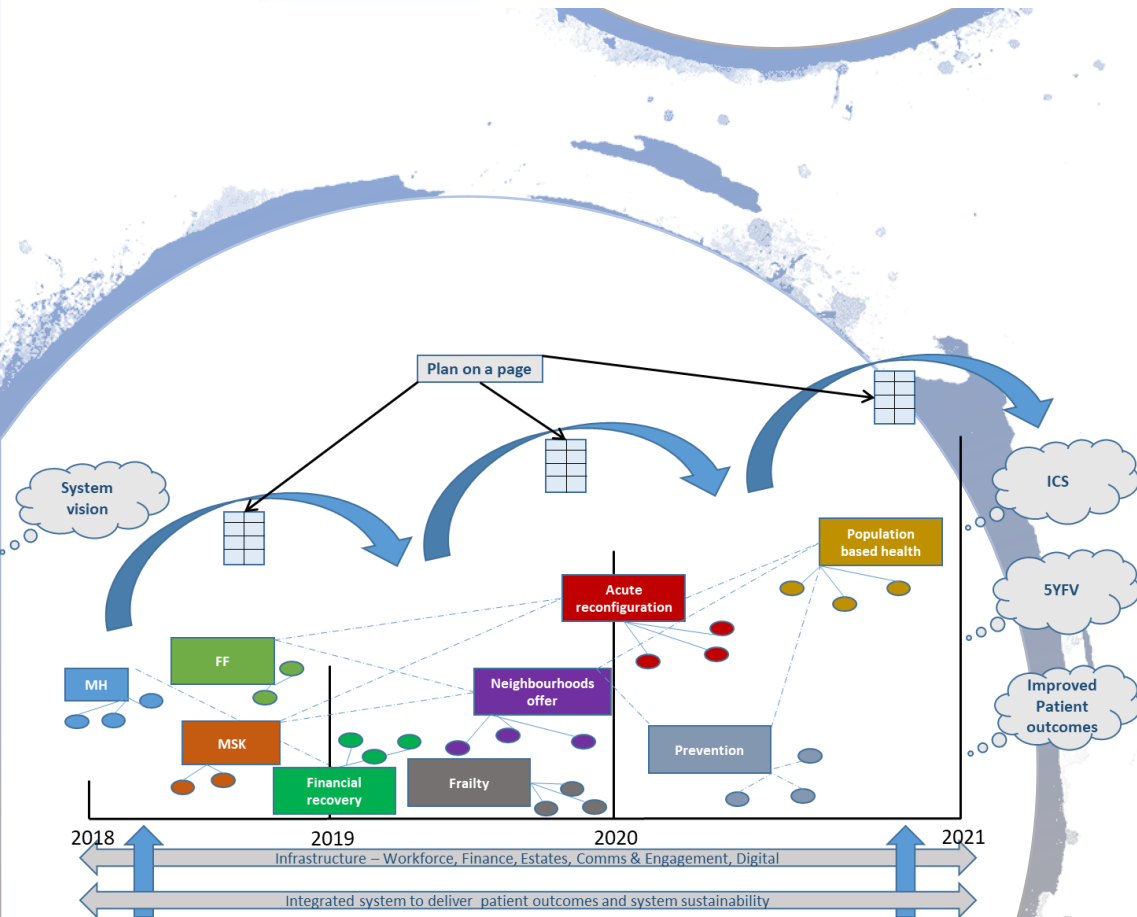 Plan on a page
System
vision
ICS
Population
based health
5YFV
Acute
reconfiguration
FF
MH
Neighbourhoods
offer
Improved
Patient
outcomes
MSK
Prevention
Financial
recovery
Frailty
2018
2019
2020
2021
Infrastructure – Workforce, Finance, Estates, Comms & Engagement, Digital
Integrated system to deliver patient outcomes and system sustainability